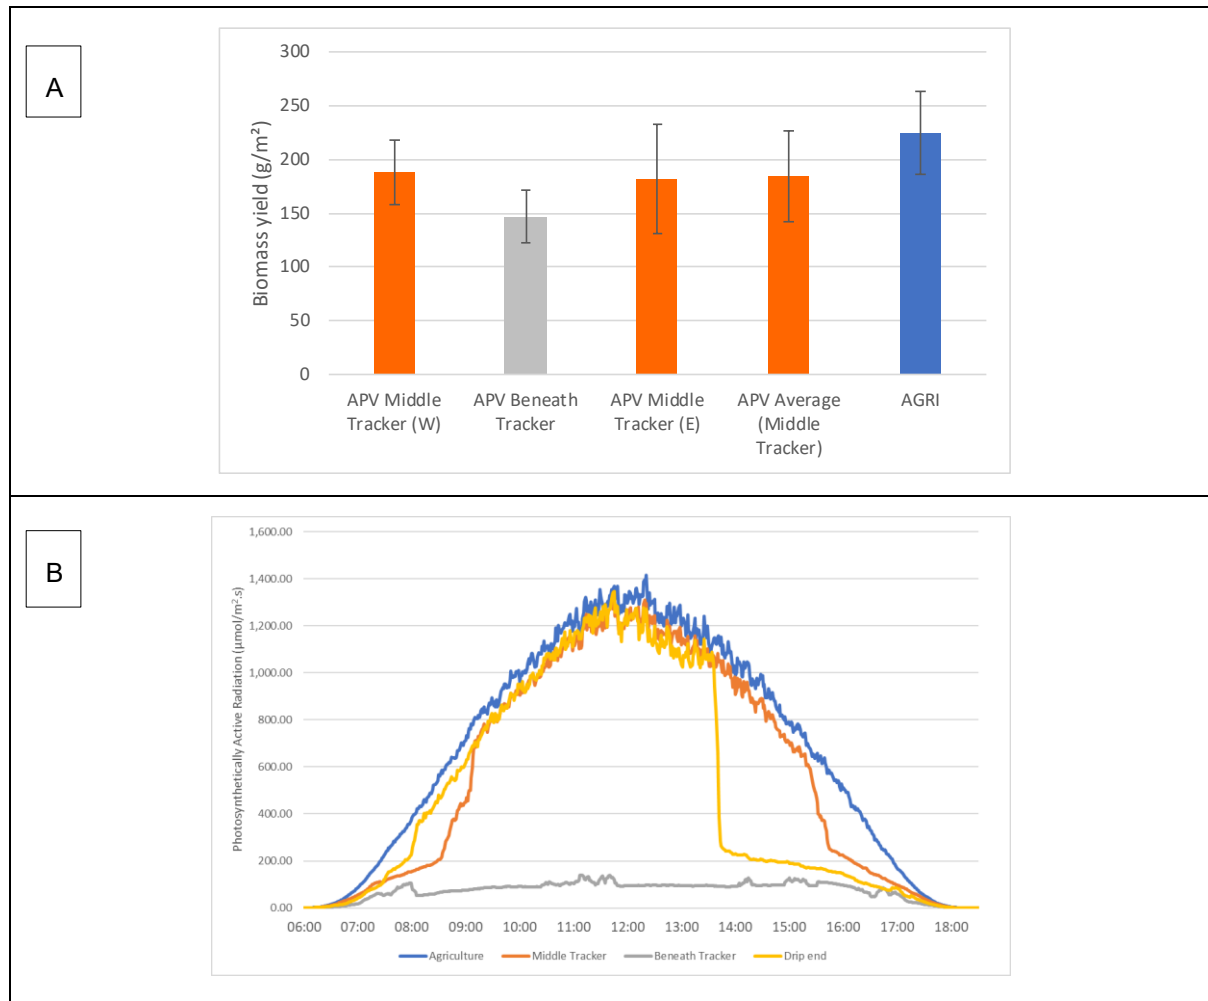 A
300
250
200
150
100
50
0
Biomass yield (g/m²)
APV Middle
Tracker (W)
APV Beneath
Tracker
APV Middle
Tracker (E)
APV Average
(Middle
Tracker)
AGRI
B
1,600.00
1,400.00
1,200.00
1,000.00
800.00
600.00
400.00
200.00
0.00
Photosynthetically Active Radiation (µmol/m².s)
06:00 07:00 08:00 09:00 10:00 11:00 12:00 13:00 14:00 15:00 16:00 17:00 18:00
Agriculture Middle Tracker Beneath Tracker Drip end